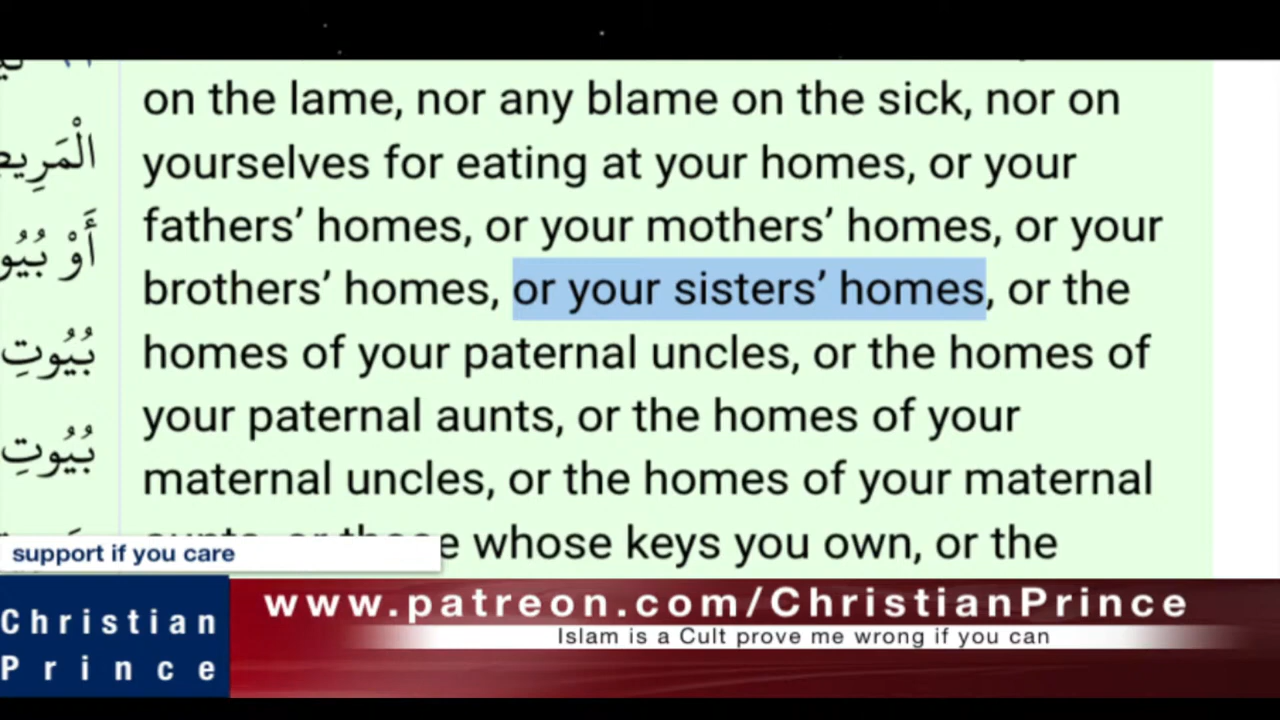 on the lame, nor any blame on the sick, nor on
yourselves for eating at your homes, or your
fathers’ homes, or your mothers’ homes, or your
brothers’ homes, or your sisters’ homes, or the
homes of your paternal uncles, or the homes of
your paternal aunts, or the homes of your
maternal uncles, or the homes of your maternal
whose keys you own, or the
أَوْ
بُيُوتِ
بُيُوتِ
support if you care
Christian
Prince
www.patreon.com/ChristianPrince
Islam is a Cult prove me wrong if you can